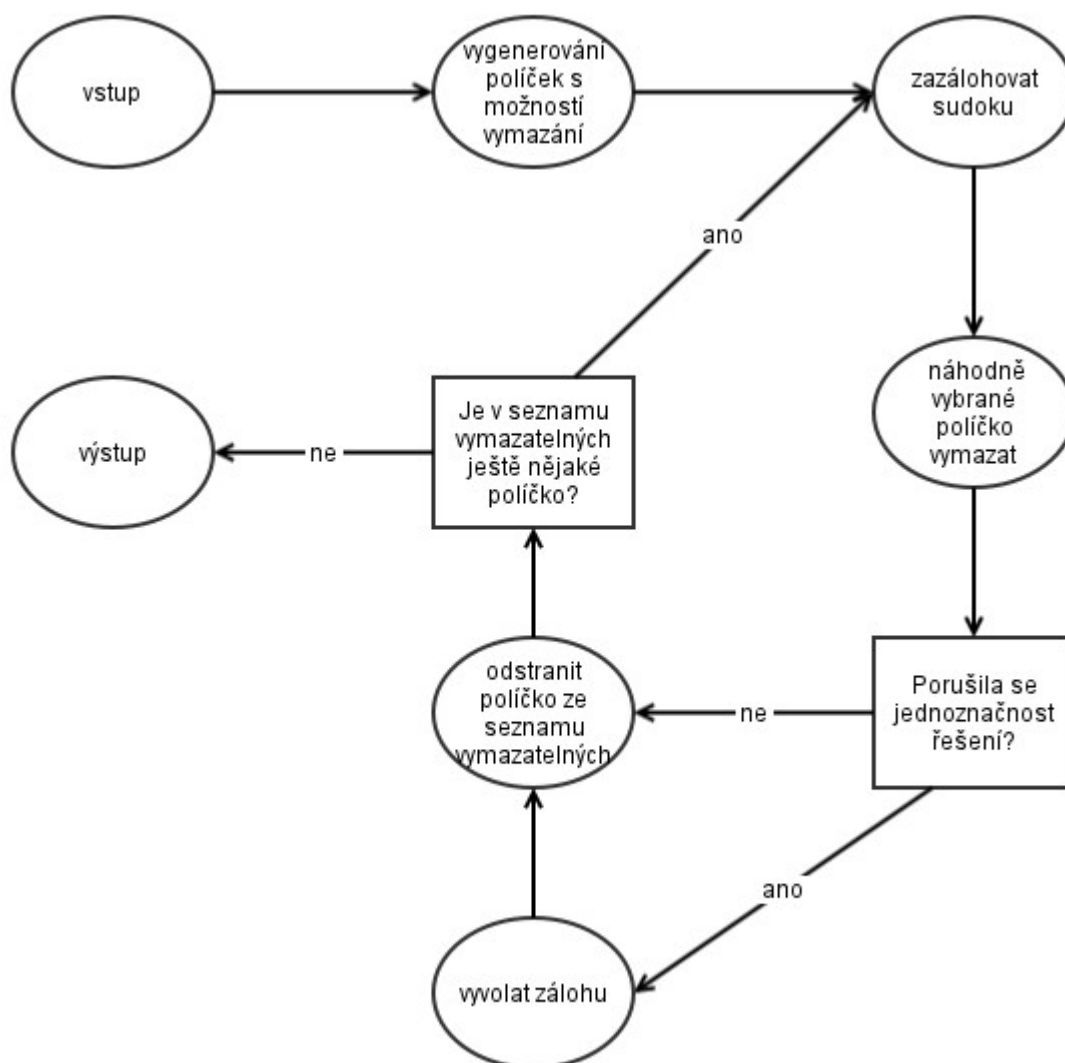 vstup
vygenerování
políček s
možností
vymazání
zazálohovat
sudoku
ano
náhodně
vybrané
políčko
vymazat
Je v seznamu
vymazatelných
ještě nějaké
políčko?
ne
výstup
odstranit
políčko ze
seznamu
vymazatelných
ne
Porušila se
jednoznačnost
řešení?
ano
vyvolat zálohu